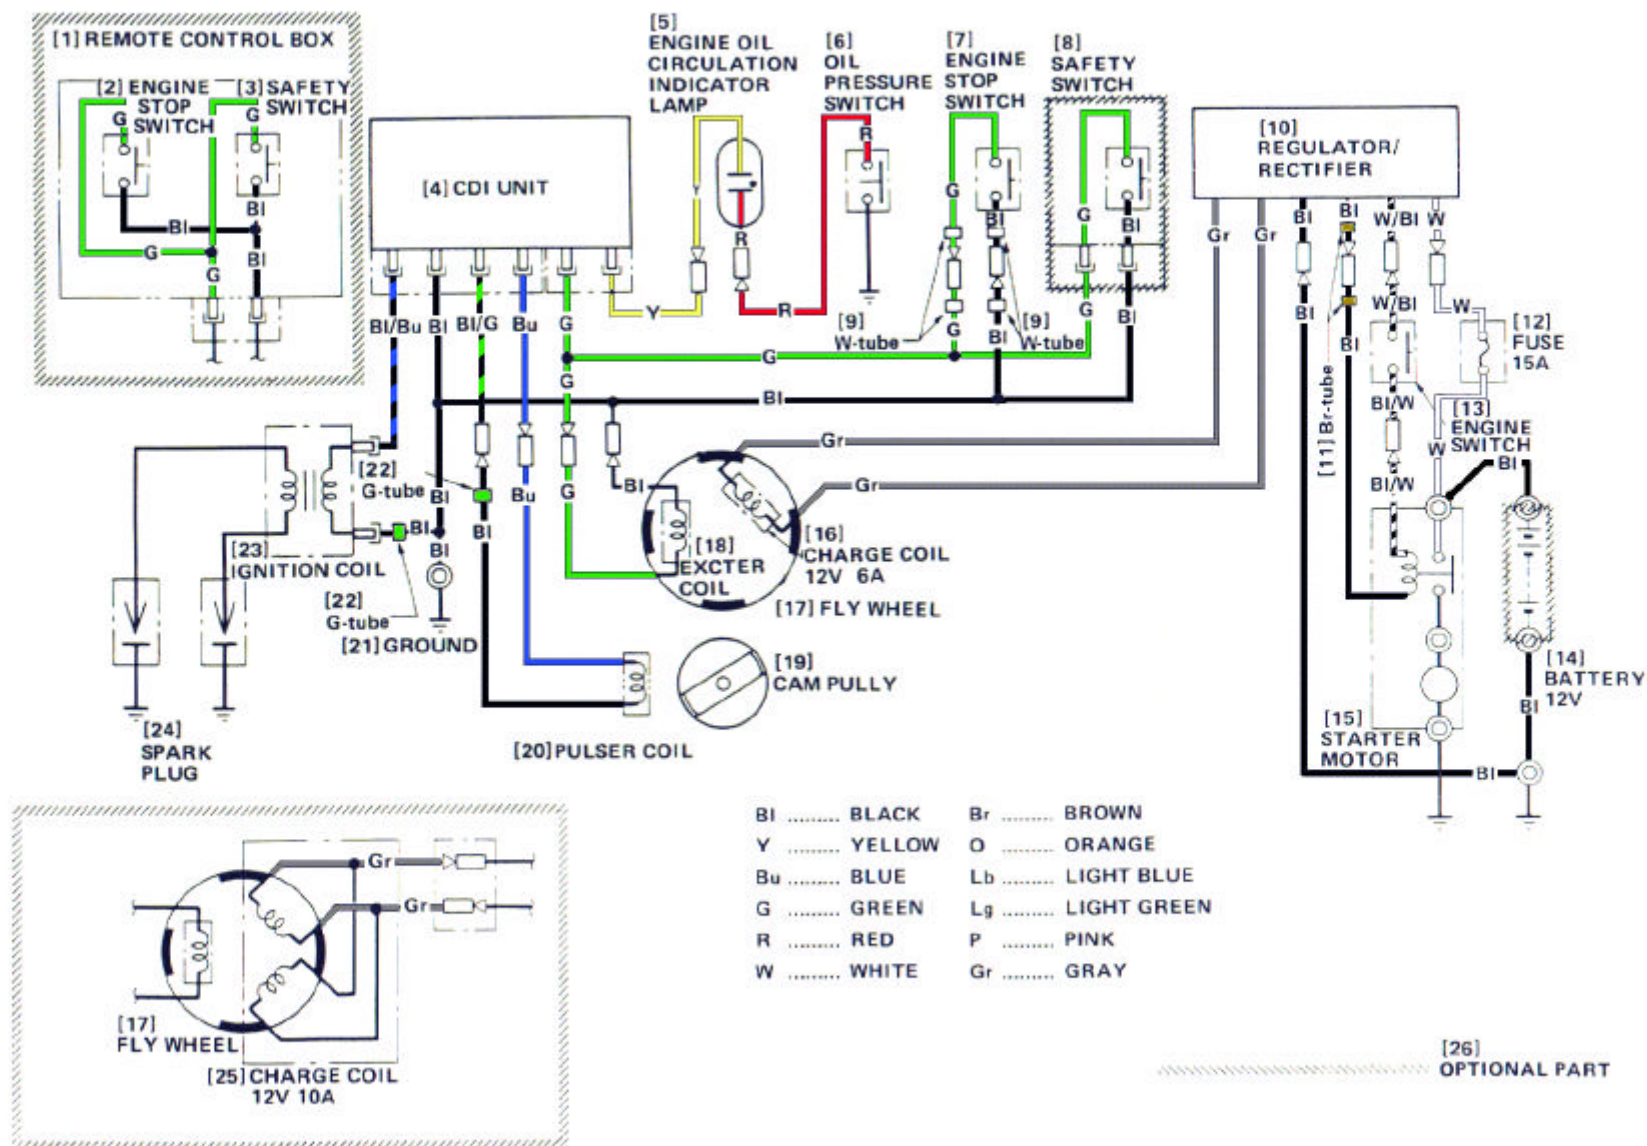 [1] REMOTE CONTROL BOX
[2] ENGINE
STOP
SWITCH
[3] SAFETY
SWITCH
G
G
Bl
Bl
G
Bl
G
[4] CDI UNIT
[5]
ENGINE OIL
CIRCULATION
INDICATOR
LAMP
[6]
OIL
PRESSURE
SWITCH
[7]
ENGINE
STOP
SWITCH
[8]
SAFETY
SWITCH
[10]
REGULATOR/
RECTIFIER
Y
R
R
G
Bl
G
Bl
Gr
Gr
Bl
Bl
W/Bl
W
Bl/Bu
Bl
Bl/G
Bu
G
Y
R
[9]
W-tube
G
[9]
Bl
W-tube
G
Bl
Bl
Bl
W/Bl
W
[12]
FUSE
15A
G
G
Bl
[11] Br-tube
Bl/W
[13]
ENGINE
SWITCH
W
Bl
Bl/W
[22]
G-tube
Bl
Bu
G
Bl
Gr
Gr
Bl
Bl
Bl
[23]
IGNITION COIL
[22]
G-tube
[21] GROUND
[18]
EXCTER
COIL
[16]
CHARGE COIL
12V 6A
[17] FLY WHEEL
[19]
CAM PULLY
[20] PULSER COIL
[24]
SPARK
PLUG
[14]
BATTERY
12V
Bl
[15]
STARTER
MOTOR
Bl
Bl ......... BLACK
Y ......... YELLOW
Bu ......... BLUE
G ......... GREEN
R ......... RED
W ......... WHITE
Br ......... BROWN
O ......... ORANGE
Lb ......... LIGHT BLUE
Lg ......... LIGHT GREEN
P ......... PINK
Gr ......... GRAY
Gr
Gr
[17]
FLY WHEEL
[25] CHARGE COIL
12V 10A
[26]
OPTIONAL PART